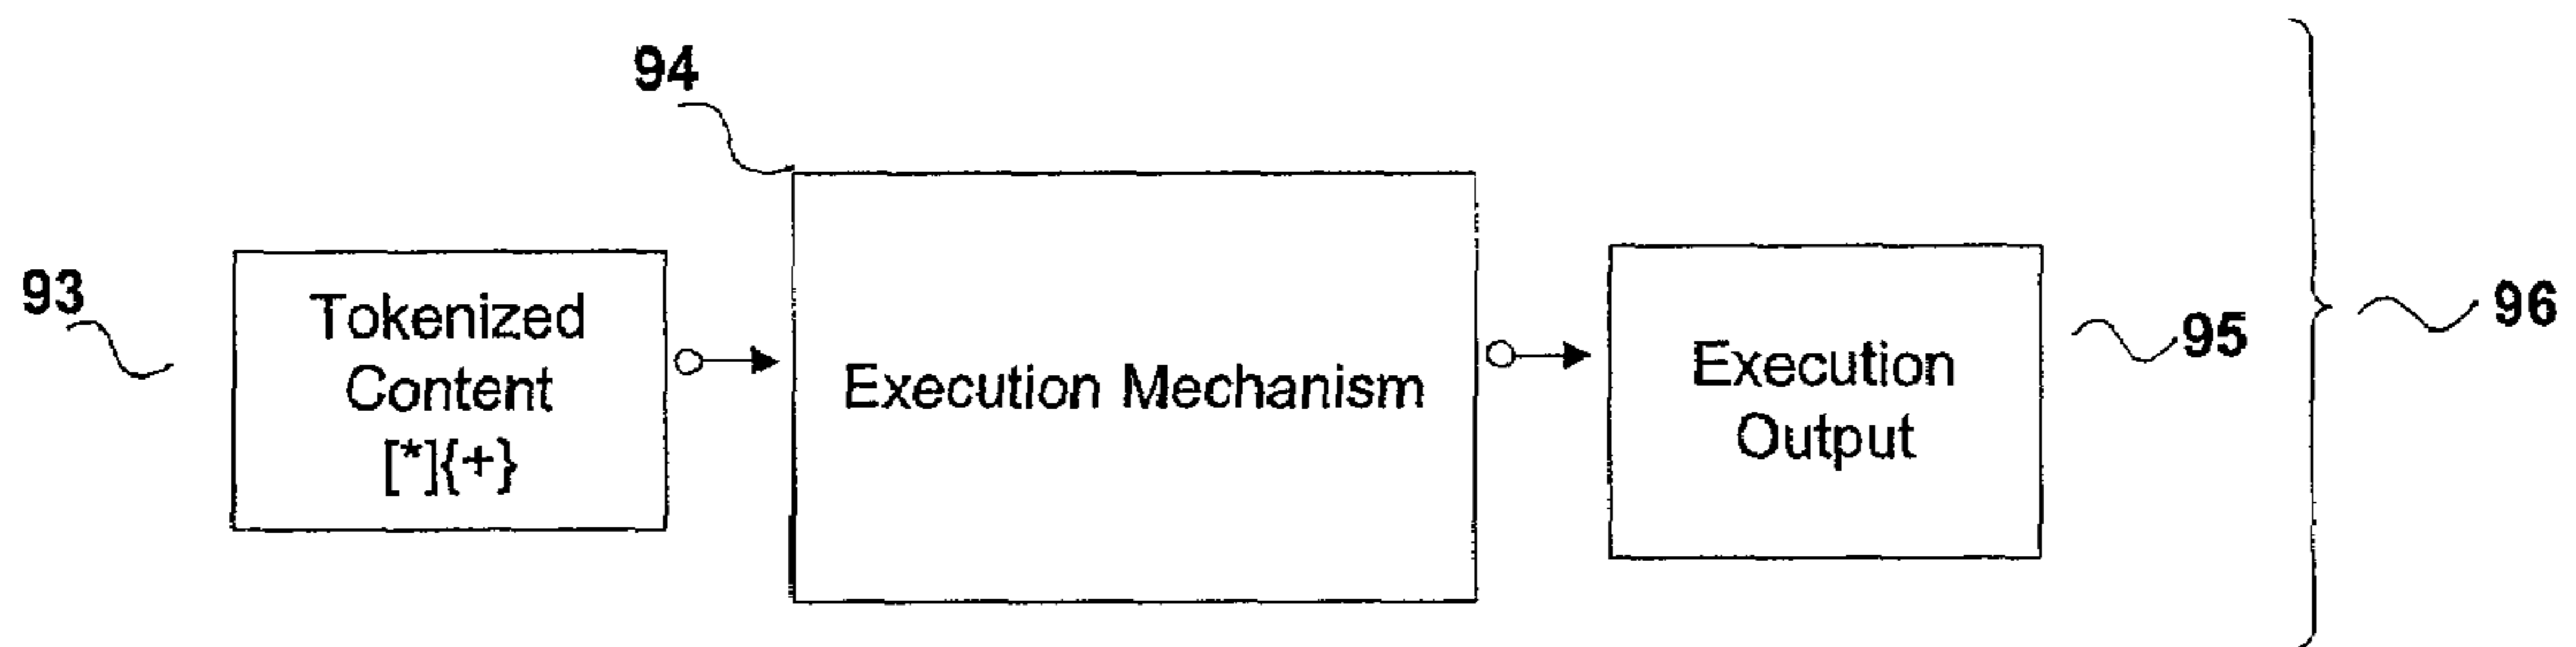 94
93
Tokenized
Content
[*]{+}
Execution Mechanism
Execution
Output
95
96